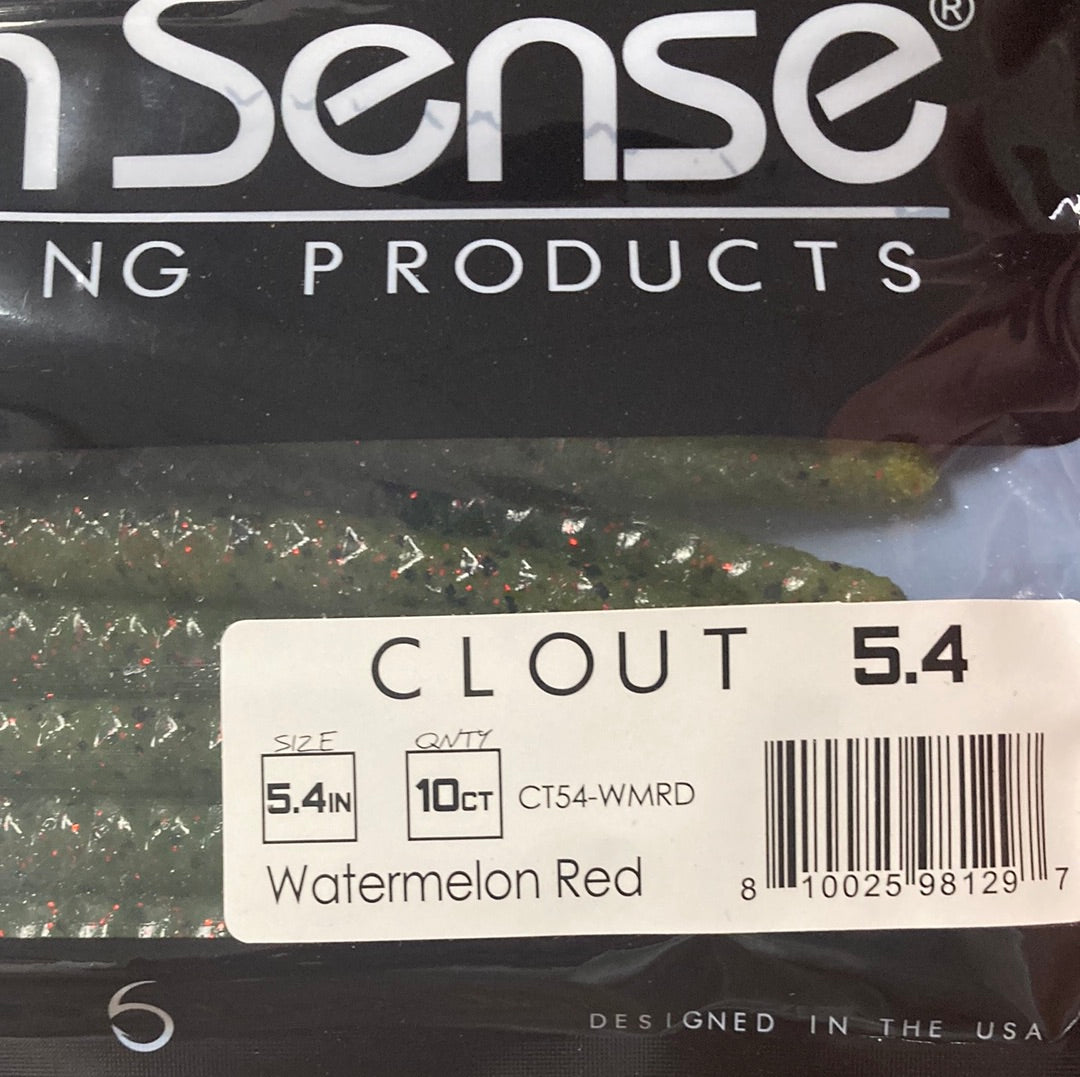 n Sense®
NG PRODUCTS
CLOUT 5.4
SIZE QNTY
5.4IN 10CT CT54-WMRD
Watermelon Red
8 10025 98129 7
DESIGNED IN THE USA